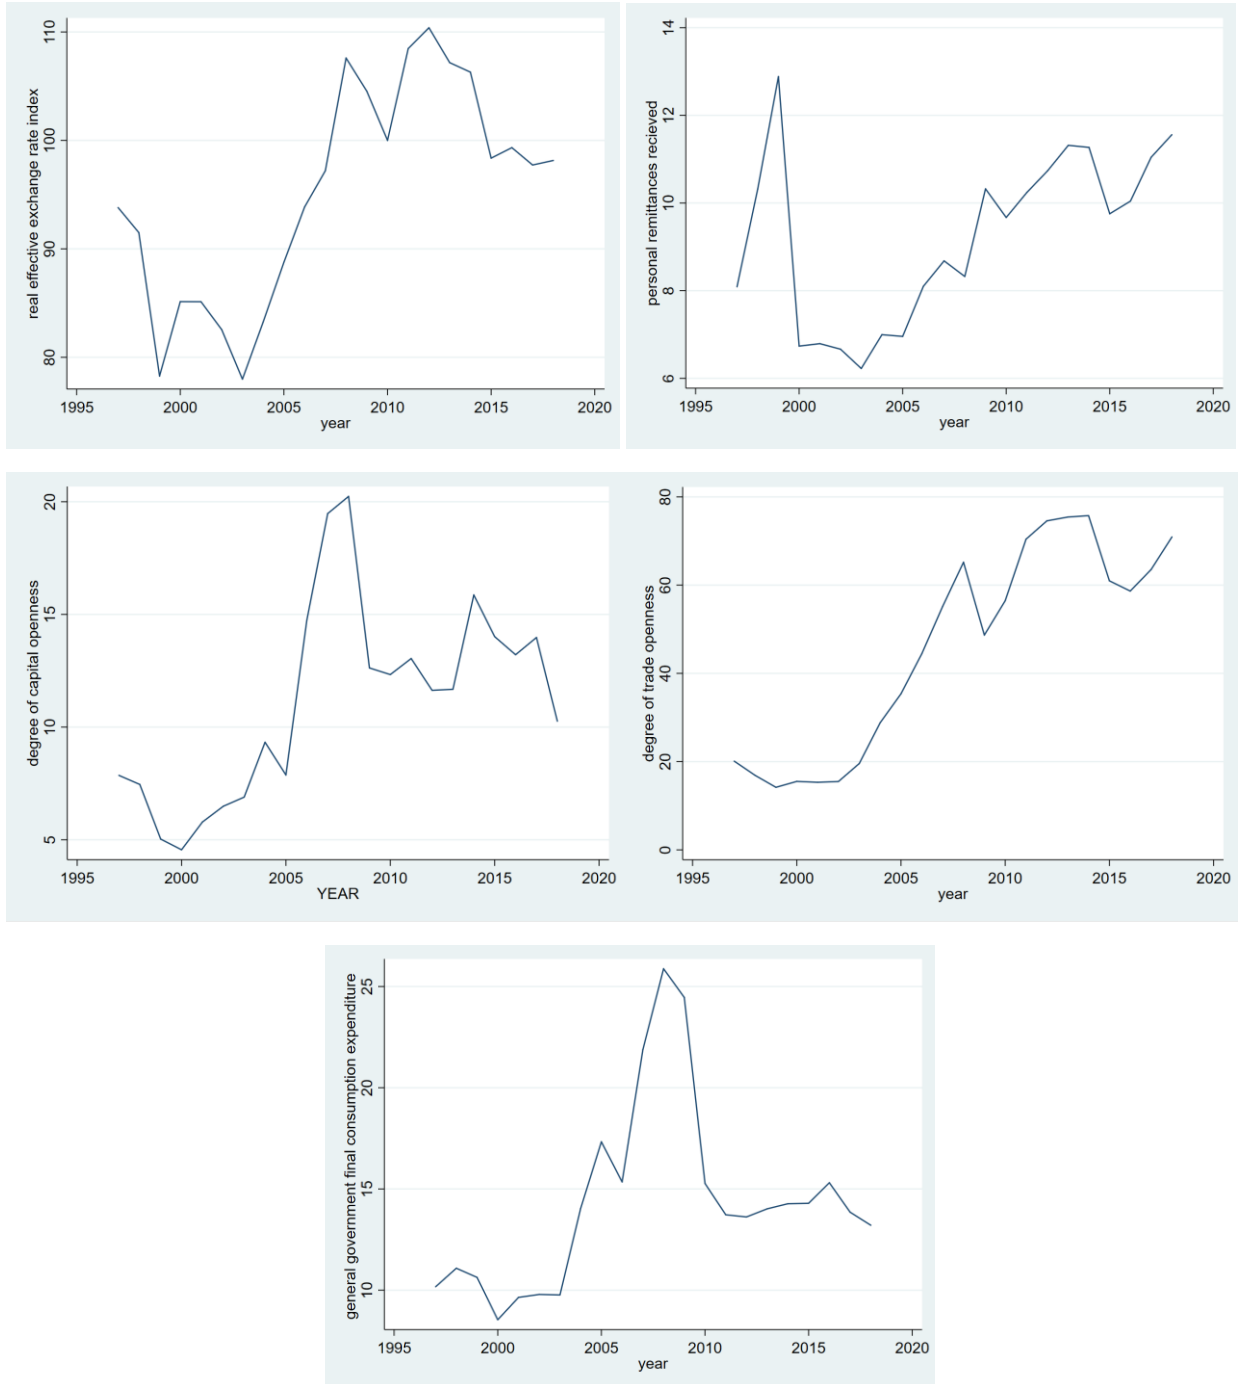 real effective exchange rate index
110
100
90
80
1995 2000 2005 2010 2015 2020
year
personal remittances recieved
14
12
10
8
6
1995 2000 2005 2010 2015 2020
year
degree of capital openness
20
15
10
5
1995 2000 2005 2010 2015 2020
YEAR
degree of trade openness
80
60
40
20
0
1995 2000 2005 2010 2015 2020
year
general government final consumption expenditure
25
20
15
10
1995 2000 2005 2010 2015 2020
year